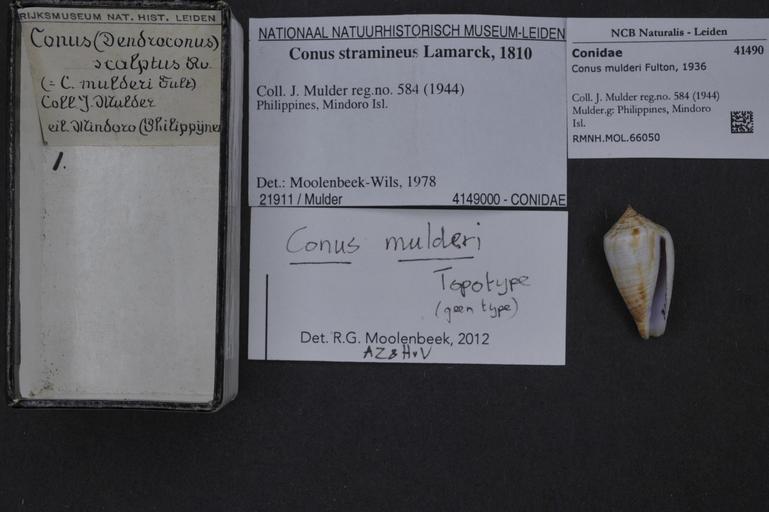 RIJKSMUSEUM NAT. HIST. LEIDEN
Conus (Dendroconus)
scalptus Rv.
(= C. mulderi Fult)
Coll J. Mulder
eil. Mindoro (Philippijnen
1.
NATIONAAL NATUURHISTORISCH MUSEUM-LEIDEN
Conus stramineus Lamarck, 1810
Coll. J. Mulder reg.no. 584 (1944)
Philippines, Mindoro Isl.
Det.: Moolenbeek-Wils, 1978
21911 / Mulder 4149000 - CONIDAE
Conus mulderi
Topotype
(geen type)
Det. R.G. Moolenbeek, 2012
AZ&HvV
NCB Naturalis - Leiden
Conidae 41490
Conus mulderi Fulton, 1936
Coll. J. Mulder reg.no. 584 (1944)
Mulder.g: Philippines, Mindoro
Isl.
RMNH.MOL.66050